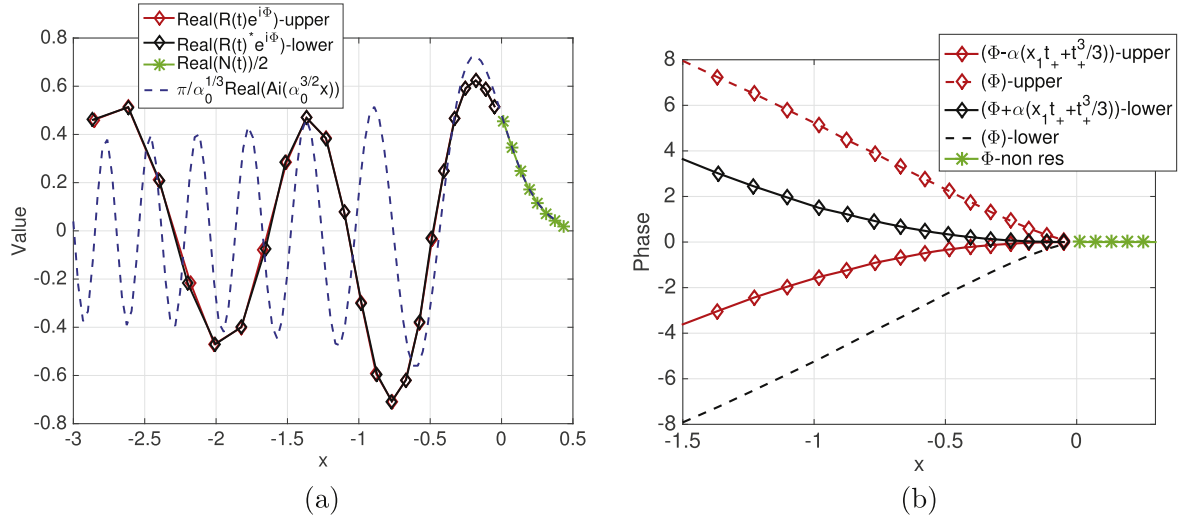 Real(R(t)e^{iΦ})-upper
Real(R(t)^* e^{iΦ})-lower
Real(N(t))/2
π/α_0^{1/3}Real(Ai(α_0^{3/2}x))
0.8
0.6
0.4
0.2
0
-0.2
-0.4
-0.6
-0.8
Value
-3 -2.5 -2 -1.5 -1 -0.5 0 0.5
x
(a)
(Φ-α(x_1t_++t_+^3/3))-upper
(Φ)-upper
(Φ+α(x_1t_++t_+^3/3))-lower
(Φ)-lower
Φ-non res
8
6
4
2
0
-2
-4
-6
-8
Phase
-1.5 -1 -0.5 0
x
(b)